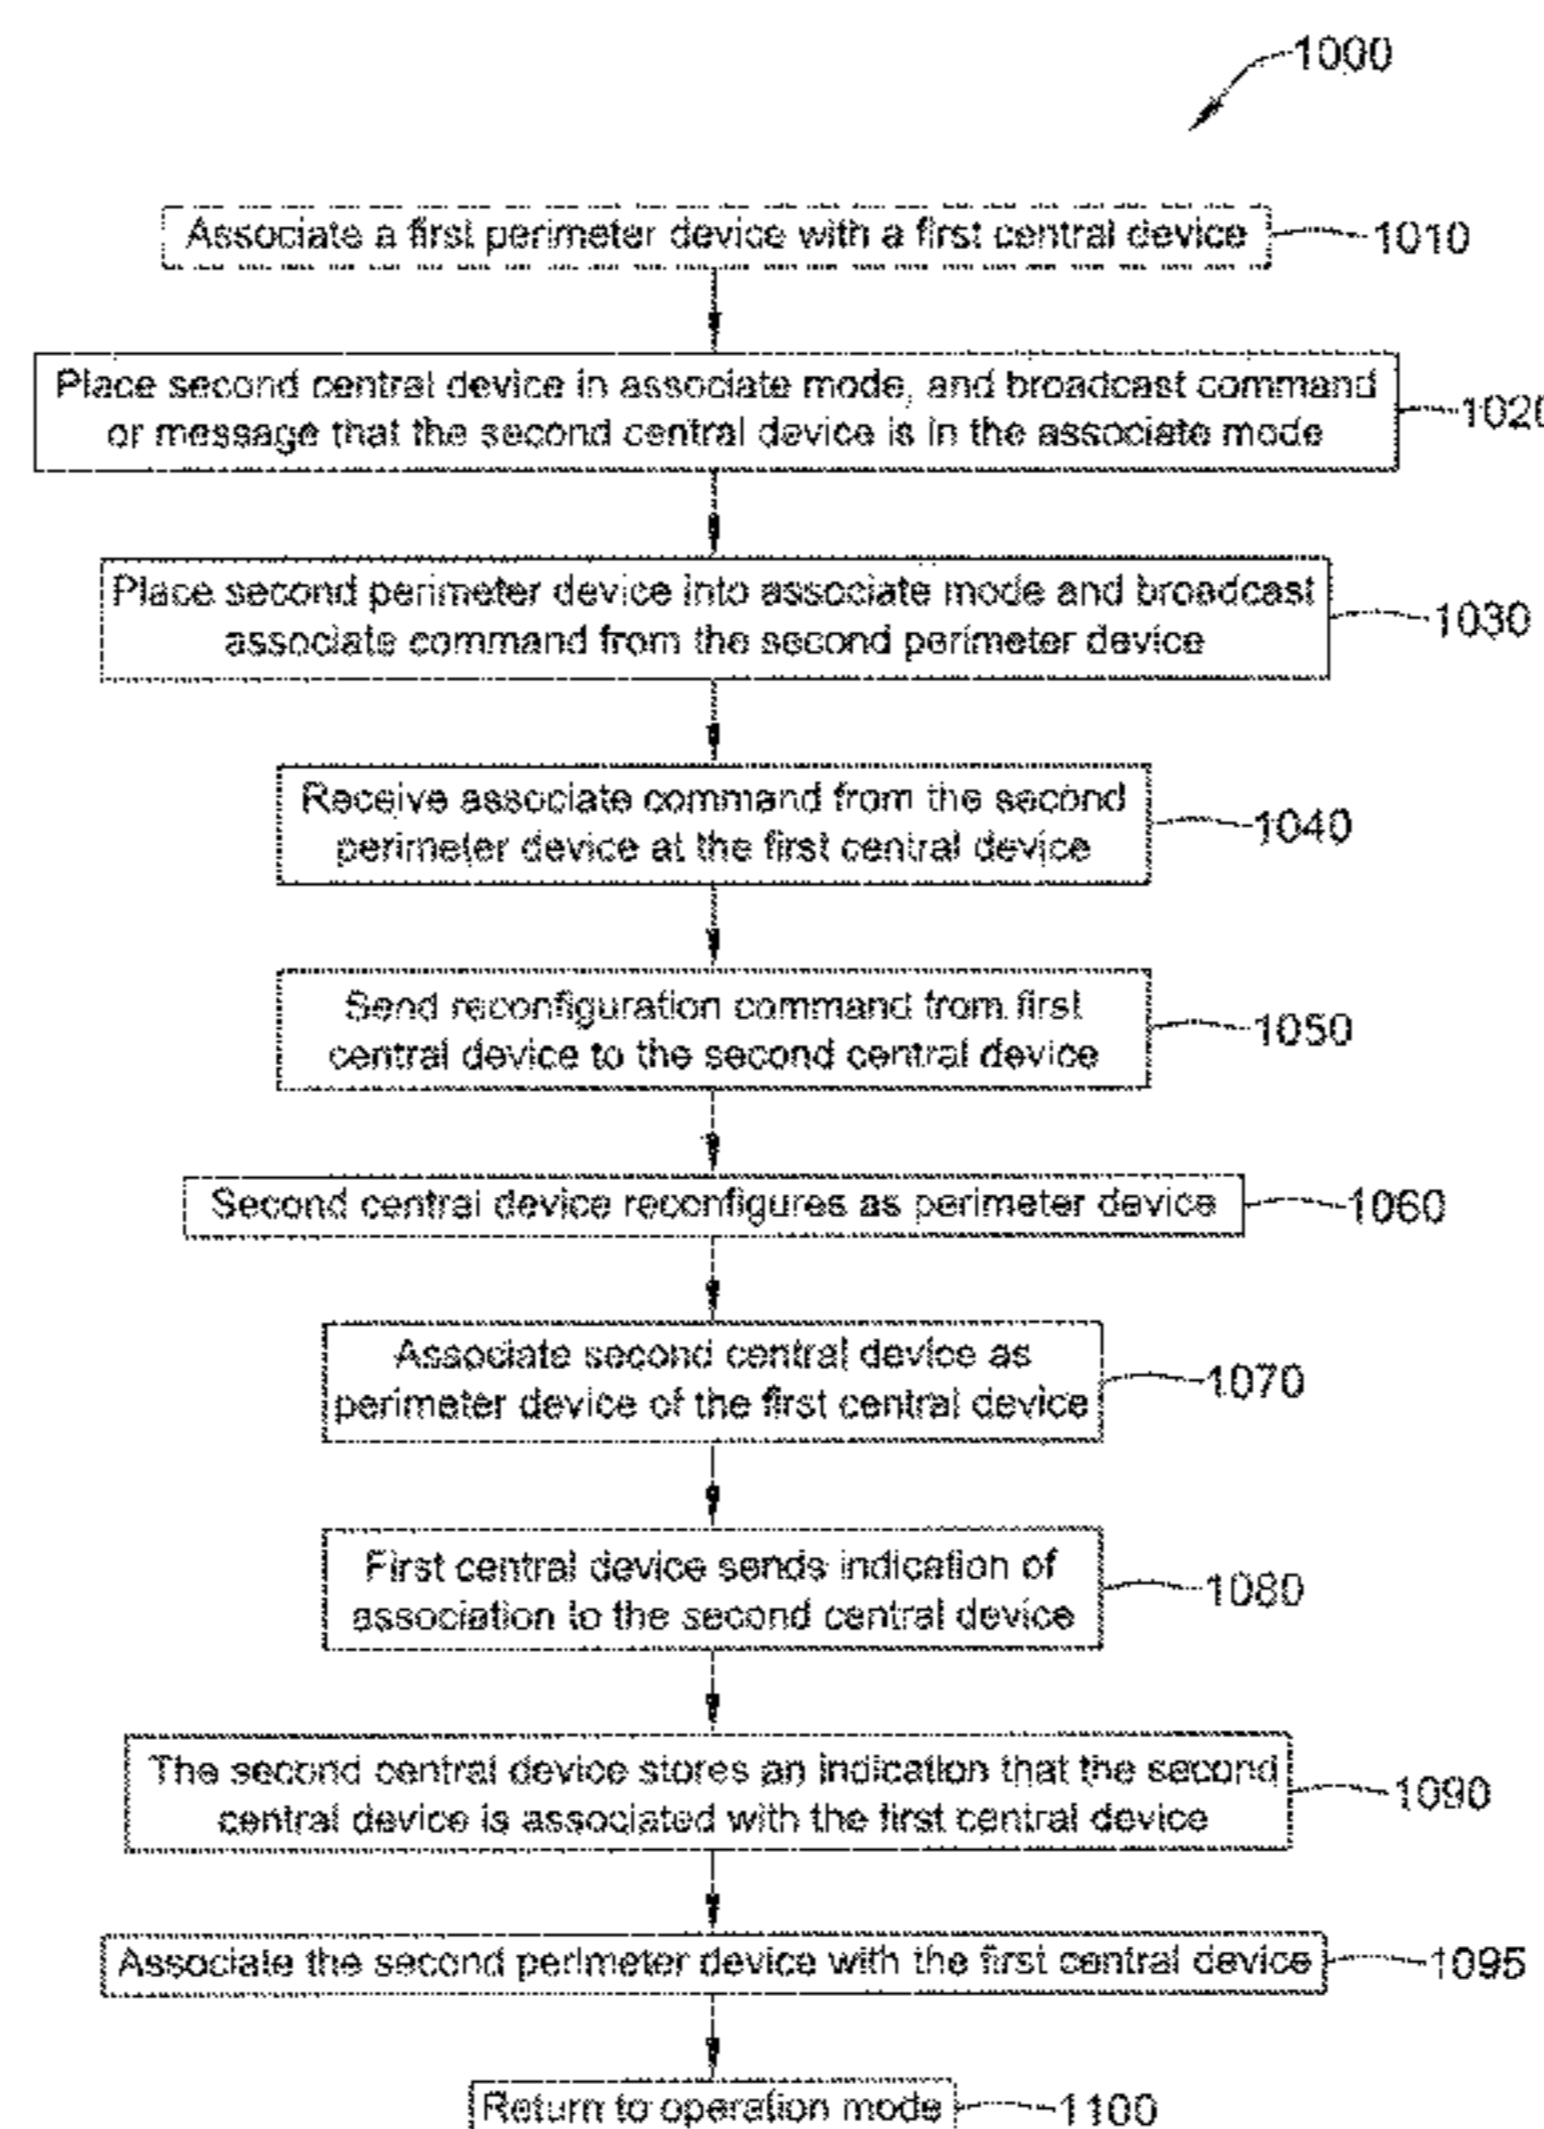 1000
Associate a first perimeter device with a first central device
1010
Place second central device in associate mode, and broadcast command
or message that the second central device is in the associate mode
1020
Place second perimeter device into associate mode and broadcast
associate command from the second perimeter device
1030
Receive associate command from the second
perimeter device at the first central device
1040
Send reconfiguration command from first
central device to the second central device
1050
Second central device reconfigures as perimeter device
1060
Associate second central device as
perimeter device of the first central device
1070
First central device sends indication of
association to the second central device
1080
The second central device stores an indication that the second
central device is associated with the first central device
1090
Associate the second perimeter device with the first central device
1095
Return to operation mode
1100